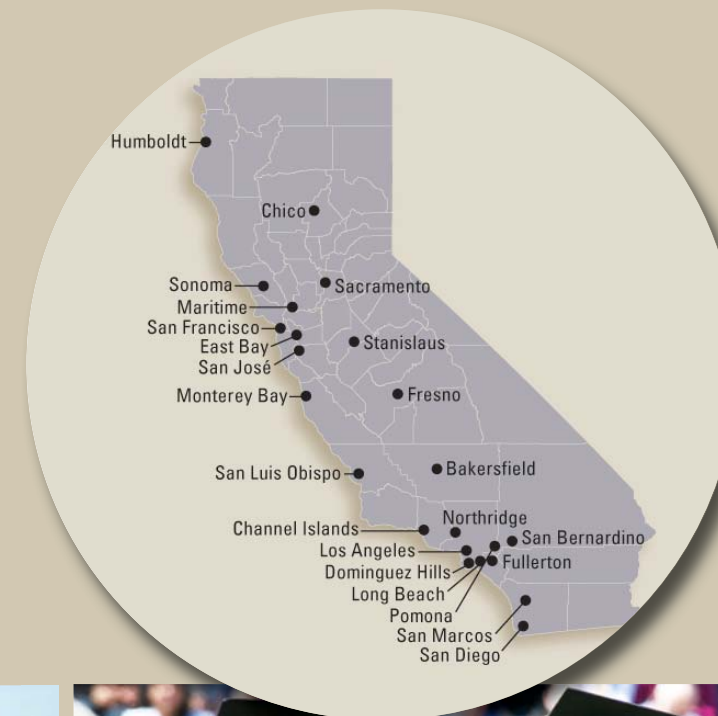 Humboldt
Chico
Sonoma
Sacramento
Maritime
San Francisco
Stanislaus
East Bay
San José
Monterey Bay
Fresno
San Luis Obispo
Bakersfield
Channel Islands
Northridge
San Bernardino
Los Angeles
Fullerton
Dominguez Hills
Long Beach
Pomona
San Marcos
San Diego